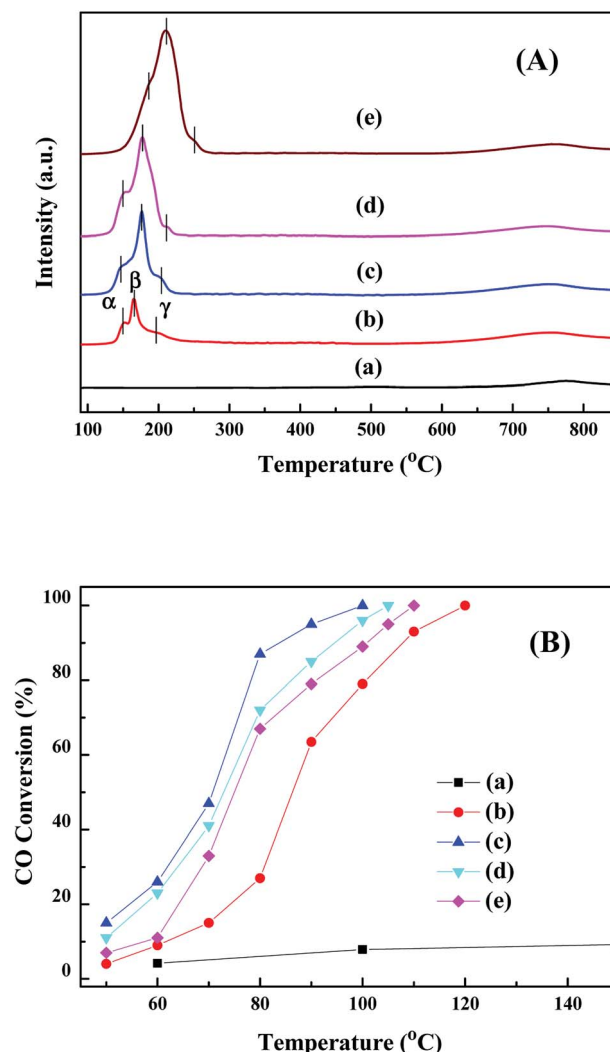 (A)
(e)
(d)
(c)
α β γ
(b)
(a)
Intensity (a.u.)
100 200 300 400 500 600 700 800
Temperature (°C)
(B)
100
80
60
40
20
0
CO Conversion (%)
(a)
(b)
(c)
(d)
(e)
60 80 100 120 140
Temperature (°C)